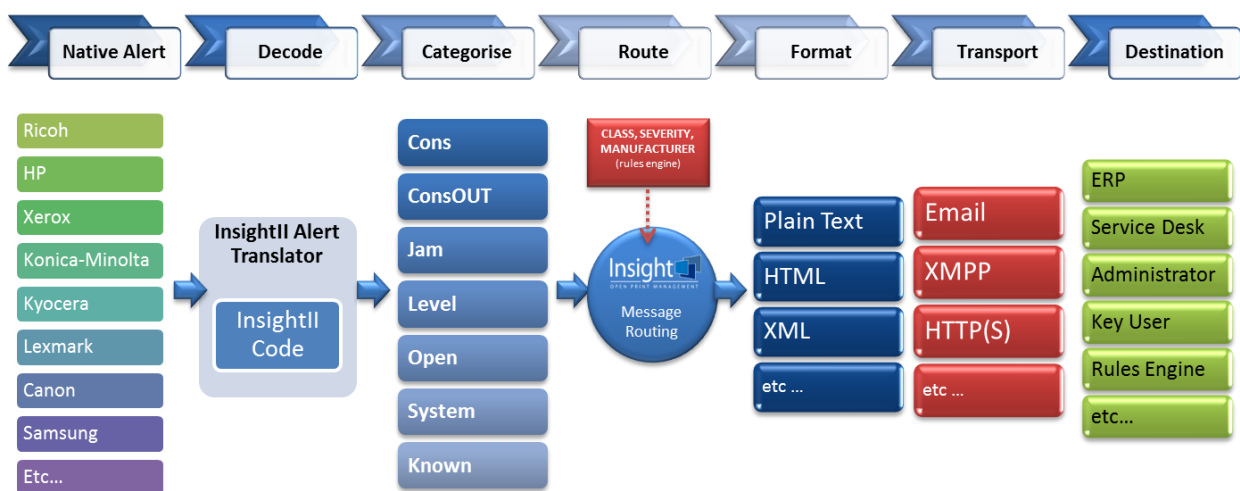 Native Alert
Decode
Categorise
Route
Format
Transport
Destination
Ricoh
HP
Xerox
Konica-Minolta
Kyocera
Lexmark
Canon
Samsung
Etc...
InsightII Alert
Translator
InsightII
Code
Cons
ConsOUT
Jam
Level
Open
System
Known
CLASS, SEVERITY,
MANUFACTURER
(rules engine)
Insight
OPEN PRINT MANAGEMENT
Message
Routing
Plain Text
HTML
XML
etc ...
Email
XMPP
HTTP(S)
etc ...
ERP
Service Desk
Administrator
Key User
Rules Engine
etc...